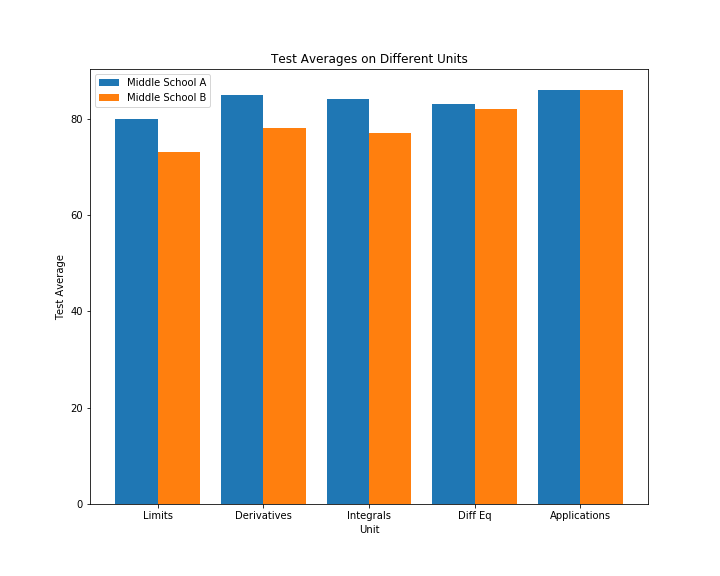 Test Averages on Different Units
Middle School A
Middle School B
80
60
40
20
0
Test Average
Limits Derivatives Integrals Diff Eq Applications
Unit